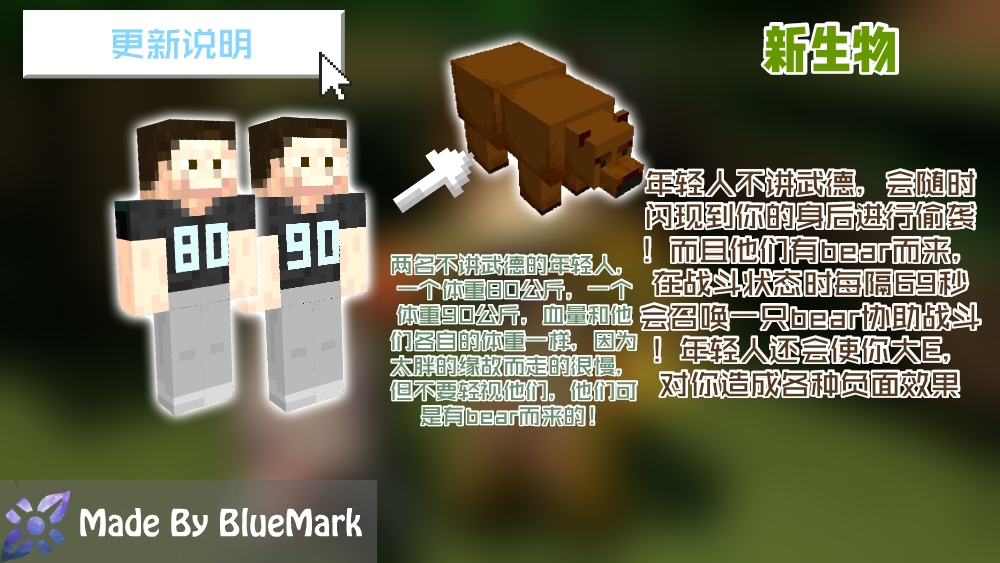 更新说明
新生物
80
90
两名不讲武德的年轻人,
一个体重80公斤，一个
体重90公斤，血量和他
们各自的体重一样，因为
太胖的缘故而走的很慢，
但不要轻视他们，他们可
是有bear而来的！
年轻人不讲武德，会随时
闪现到你的身后进行偷袭
！而且他们有bear而来，
在战斗状态时每隔69秒
会召唤一只bear协助战斗
！年轻人还会使你大E，
对你造成各种负面效果
Made By BlueMark